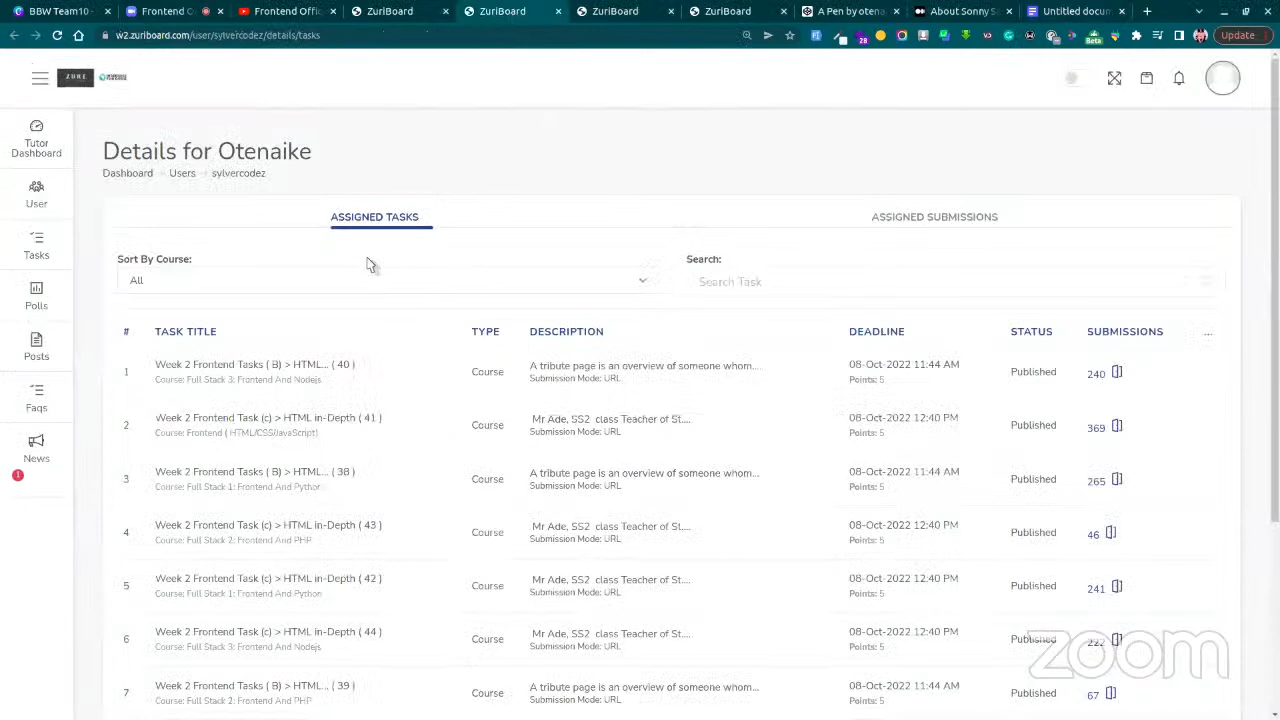 BBW Team10
Frontend C
Frontend Offic
ZuriBoard
ZuriBoard
ZuriBoard
ZuriBoard
A Pen by otena
About Sonny S
Untitled docum
w2.zuriboard.com/user/sylvercodez/details/tasks
28
Beta
Update
ZURI
Tutor
Dashboard
User
Tasks
Polls
Posts
Faqs
News
1
Details for Otenaike
Dashboard Users sylvercodez
ASSIGNED TASKS ASSIGNED SUBMISSIONS
Sort By Course: Search:
All Search Task
# TASK TITLE TYPE DESCRIPTION DEADLINE STATUS SUBMISSIONS ...
1 Week 2 Frontend Tasks ( B) > HTML... ( 40 ) Course A tribute page is an overview of someone whom.... 08-Oct-2022 11:44 AM Published 240
Course: Full Stack 3: Frontend And Nodejs Submission Mode: URL Points: 5
2 Week 2 Frontend Task (c) > HTML in-Depth ( 41 ) Course Mr Ade, SS2 class Teacher of St.... 08-Oct-2022 12:40 PM Published 369
Course: Frontend ( HTML/CSS/JavaScript) Submission Mode: URL Points: 5
3 Week 2 Frontend Tasks ( B) > HTML... ( 38 ) Course A tribute page is an overview of someone whom... 08-Oct-2022 11:44 AM Published 265
Course: Full Stack 1: Frontend And Python Submission Mode: URL Points: 5
4 Week 2 Frontend Task (c) > HTML in-Depth ( 43 ) Course Mr Ade, SS2 class Teacher of St.... 08-Oct-2022 12:40 PM Published 46
Course: Full Stack 2: Frontend And PHP Submission Mode: URL Points: 5
5 Week 2 Frontend Task (c) > HTML in-Depth ( 42 ) Course Mr Ade, SS2 class Teacher of St.... 08-Oct-2022 12:40 PM Published 241
Course: Full Stack 1: Frontend And Python Submission Mode: URL Points: 5
6 Week 2 Frontend Task (c) > HTML in-Depth ( 44 ) Course Mr Ade, SS2 class Teacher of St.... 08-Oct-2022 12:40 PM Published 222
Course: Full Stack 3: Frontend And Nodejs Submission Mode: URL Points: 5
7 Week 2 Frontend Tasks ( B) > HTML... ( 39 ) Course A tribute page is an overview of someone whom... 08-Oct-2022 11:44 AM Published 67
Course: Full Stack 2: Frontend And PHP Submission Mode: URL Points: 5
zoom